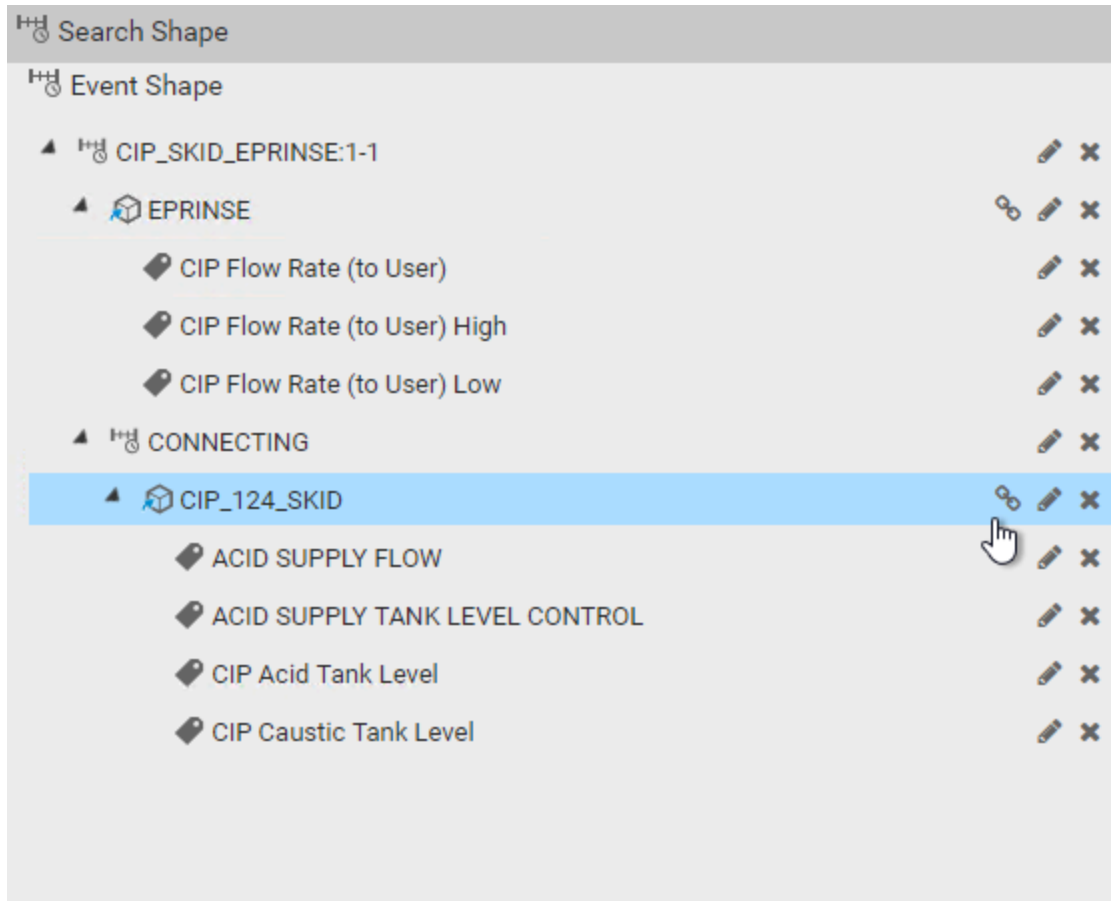 Search Shape
Event Shape
CIP_SKID_EPRINSE:1-1
EPRINSE
CIP Flow Rate (to User)
CIP Flow Rate (to User) High
CIP Flow Rate (to User) Low
CONNECTING
CIP_124_SKID
ACID SUPPLY FLOW
ACID SUPPLY TANK LEVEL CONTROL
CIP Acid Tank Level
CIP Caustic Tank Level